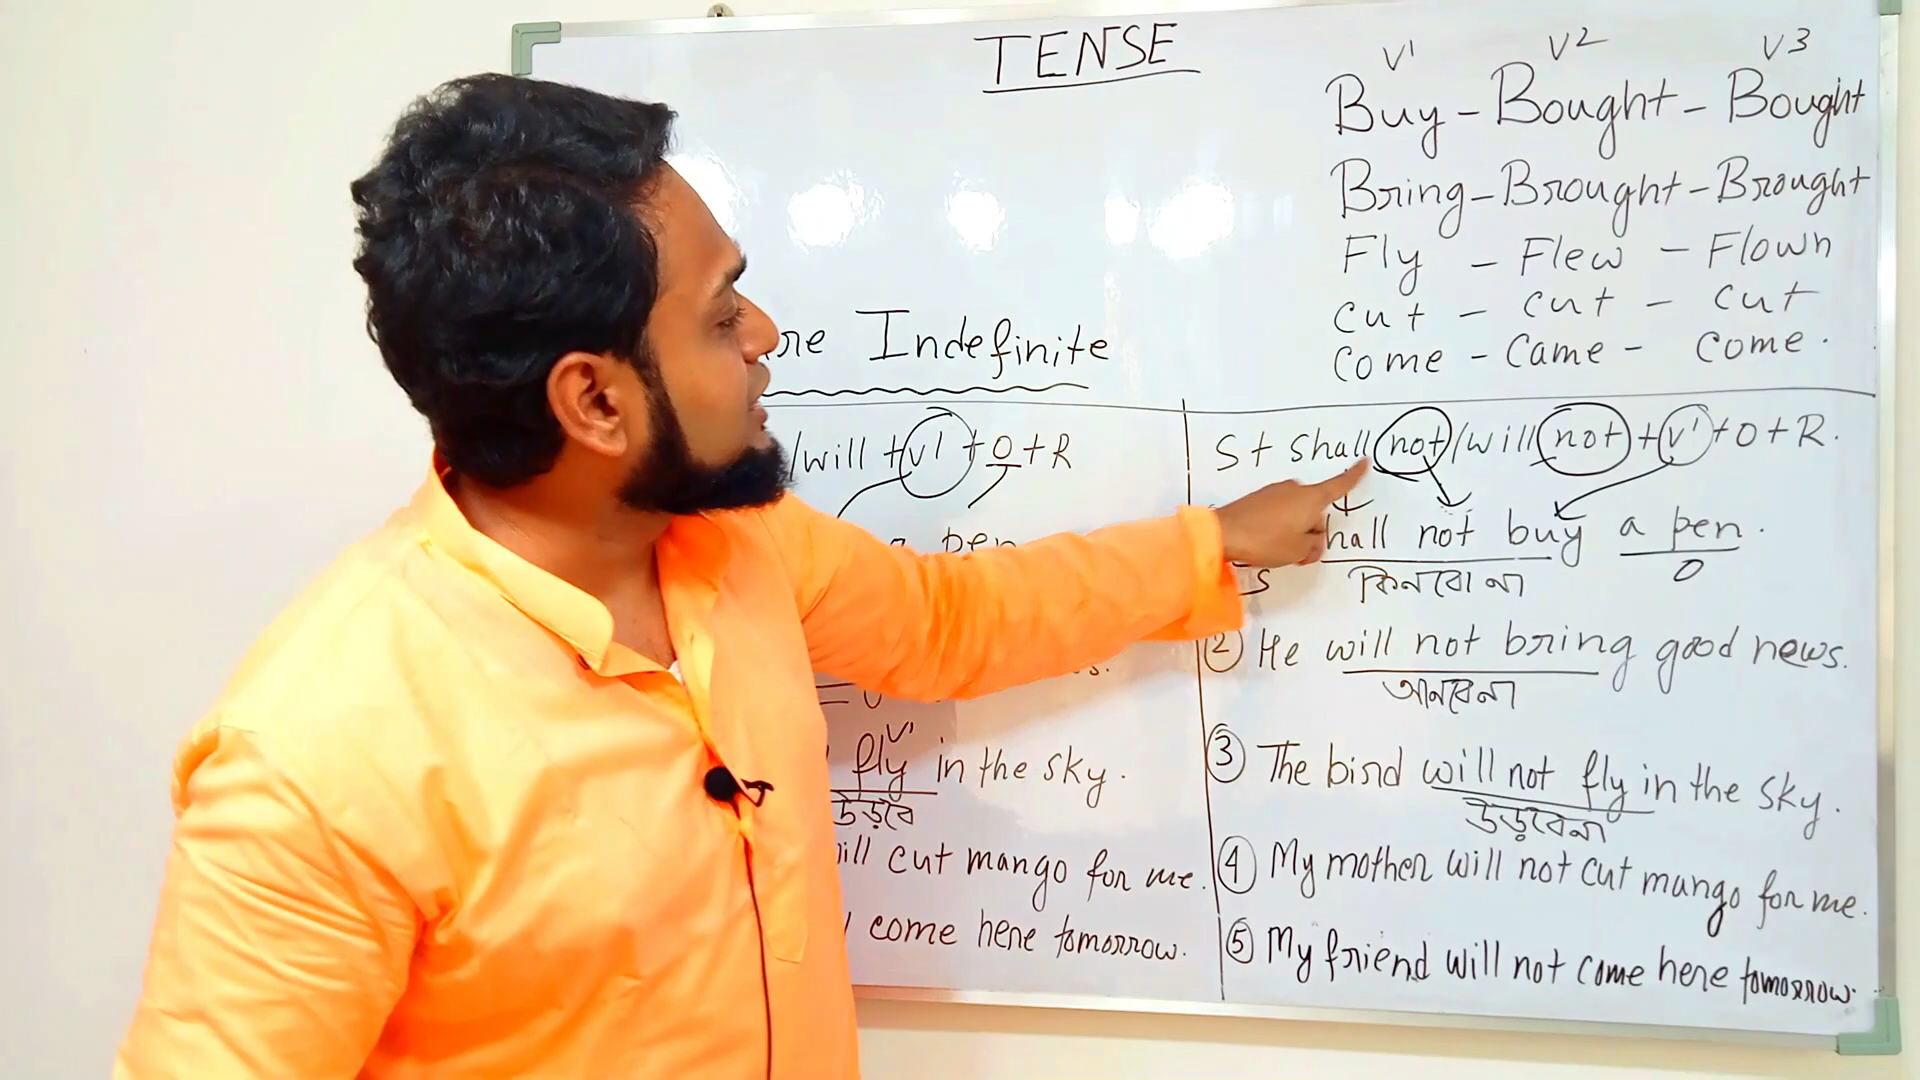 TENSE
V1 V2 V3
Buy - Bought - Bought
Bring - Brought - Brought
Fly - Flew - Flown
cut - cut - cut
come - came - come.
Indefinite
/will + V1 + O + R
pen
V1
fly in the sky.
উড়বে
cut mango for me.
come here tomorrow.
S + shall not/will not + V1 + O + R.
hall not buy a pen.
S কিনবো না O
② He will not bring good news.
আনবেনা
③ The bird will not fly in the sky.
উড়বেনা
④ My mother will not cut mango for me.
⑤ My friend will not come here tomorrow.